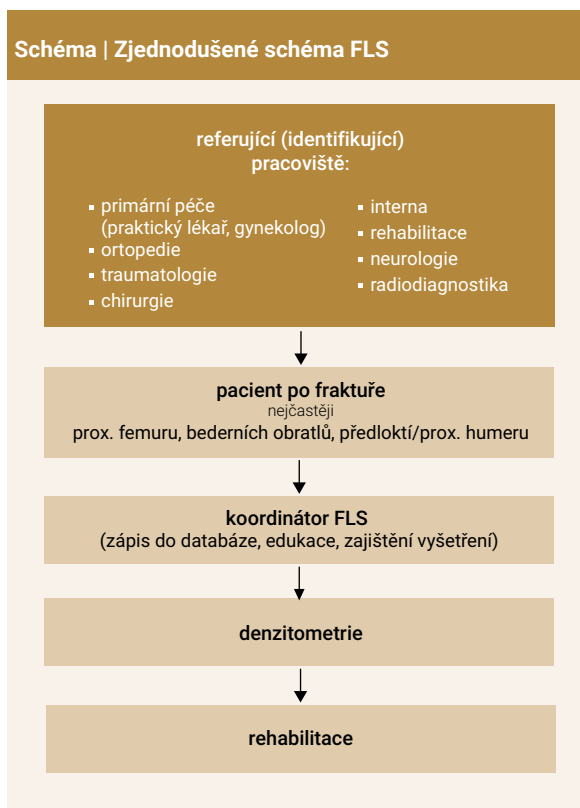 Schéma | Zjednodušené schéma FLS
referující (identifikující)
pracoviště:
▪ primární péče
(praktický lékař, gynekolog)
▪ ortopedie
▪ traumatologie
▪ chirurgie
▪ interna
▪ rehabilitace
▪ neurologie
▪ radiodiagnostika
pacient po fraktuře
nejčastěji
prox. femuru, bederních obratlů, předloktí/prox. humeru
koordinátor FLS
(zápis do databáze, edukace, zajištění vyšetření)
denzitometrie
rehabilitace